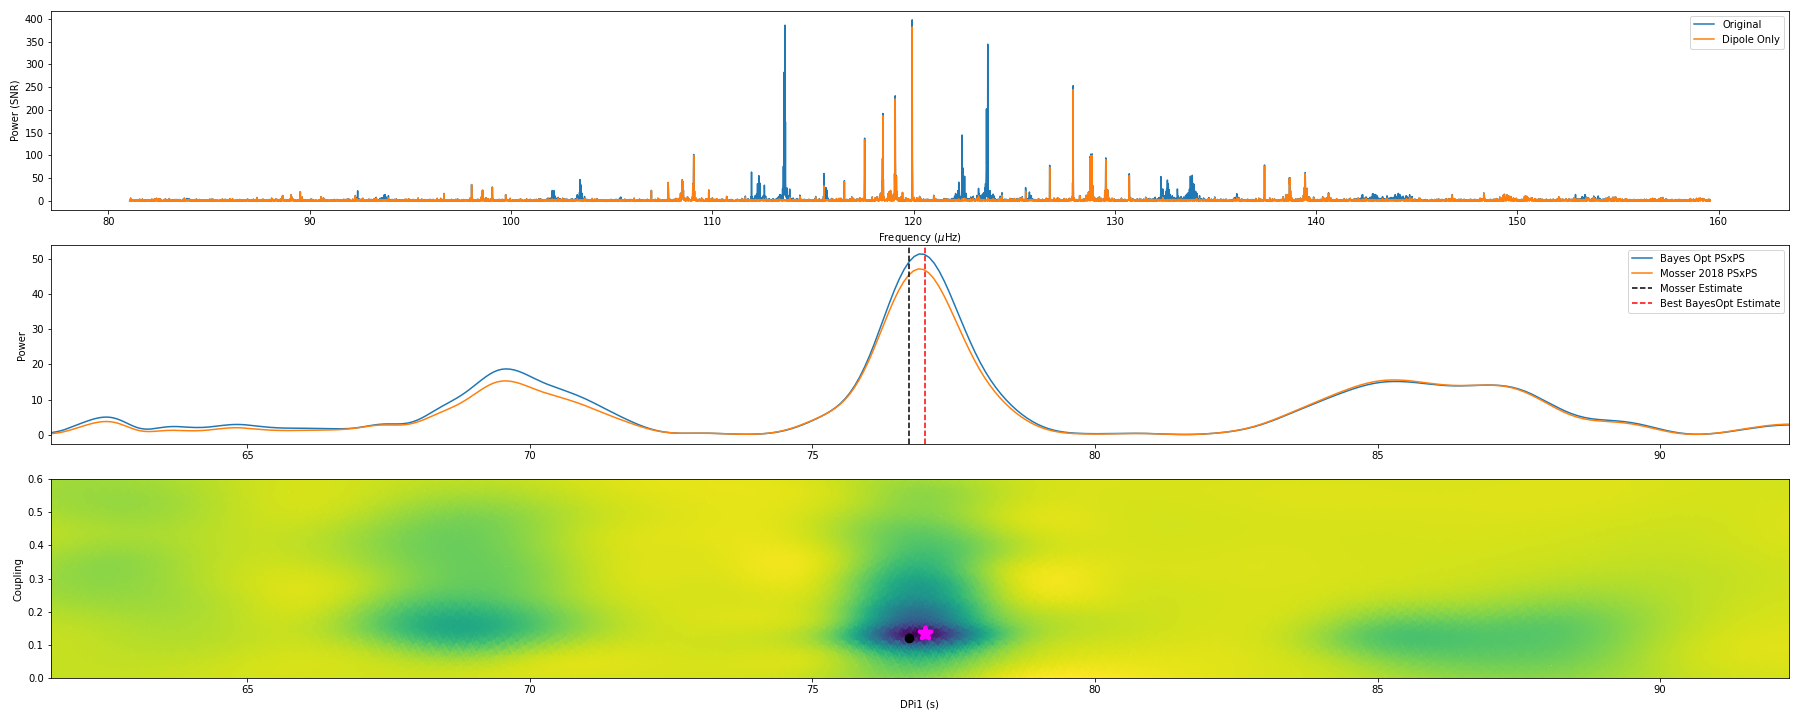 400
350
300
250
200
150
100
50
0
Power (SNR)
Original
Dipole Only
80 90 100 110 120 130 140 150 160
Frequency (μHz)
50
40
30
20
10
0
Power
Bayes Opt PSxPS
Mosser 2018 PSxPS
Mosser Estimate
Best BayesOpt Estimate
65 70 75 80 85 90
0.6
0.5
0.4
0.3
0.2
0.1
0.0
Coupling
65 70 75 80 85 90
DPi1 (s)